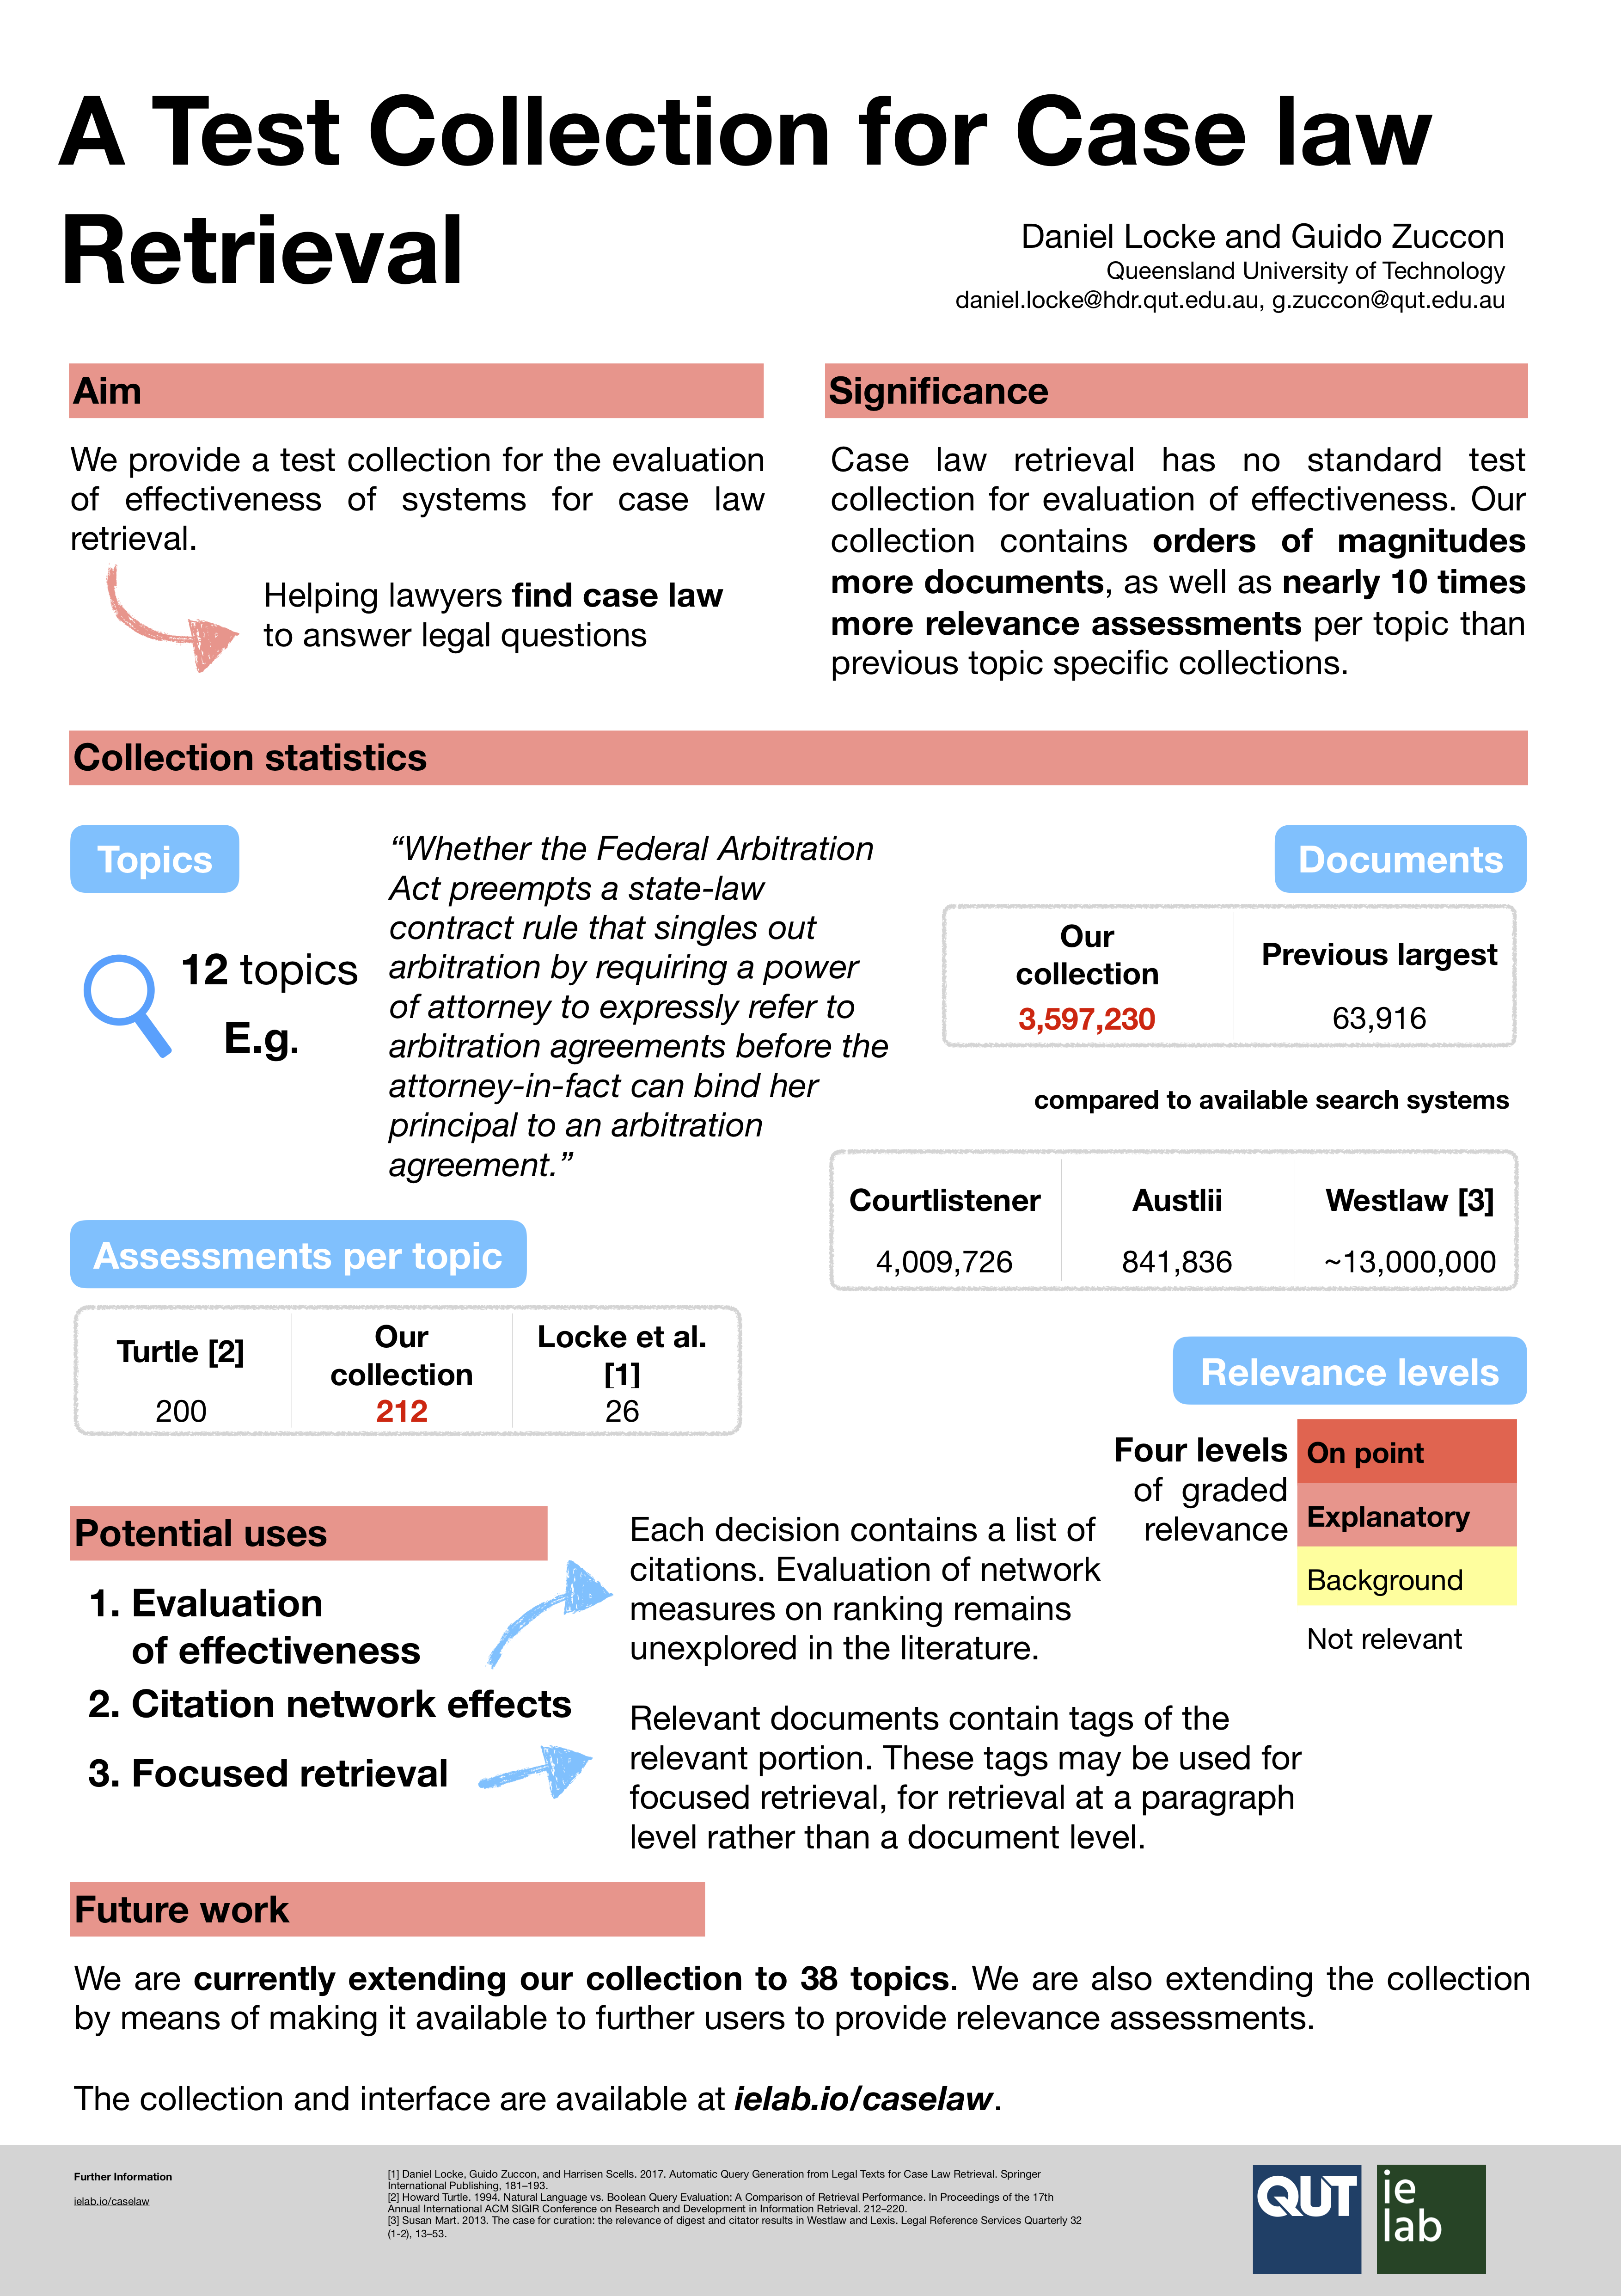 A Test Collection for Case law
Retrieval
Daniel Locke and Guido Zuccon
Queensland University of Technology
daniel.locke@hdr.qut.edu.au, g.zuccon@qut.edu.au
Aim
We provide a test collection for the evaluation
of effectiveness of systems for case law
retrieval.
Helping lawyers find case law
to answer legal questions
Significance
Case law retrieval has no standard test
collection for evaluation of effectiveness. Our
collection contains orders of magnitudes
more documents, as well as nearly 10 times
more relevance assessments per topic than
previous topic specific collections.
Collection statistics
Topics
12 topics
E.g.
“Whether the Federal Arbitration
Act preempts a state-law
contract rule that singles out
arbitration by requiring a power
of attorney to expressly refer to
arbitration agreements before the
attorney-in-fact can bind her
principal to an arbitration
agreement.”
Documents
Our
collection
3,597,230
Previous largest
63,916
compared to available search systems
Courtlistener
4,009,726
Austlii
841,836
Westlaw [3]
~13,000,000
Assessments per topic
Turtle [2]
200
Our
collection
212
Locke et al.
[1]
26
Relevance levels
Four levels
of graded
relevance
On point
Explanatory
Background
Not relevant
Potential uses
1. Evaluation
of effectiveness
2. Citation network effects
3. Focused retrieval
Each decision contains a list of
citations. Evaluation of network
measures on ranking remains
unexplored in the literature.
Relevant documents contain tags of the
relevant portion. These tags may be used for
focused retrieval, for retrieval at a paragraph
level rather than a document level.
Future work
We are currently extending our collection to 38 topics. We are also extending the collection
by means of making it available to further users to provide relevance assessments.
The collection and interface are available at ielab.io/caselaw.
Further Information
ielab.io/caselaw
[1] Daniel Locke, Guido Zuccon, and Harrisen Scells. 2017. Automatic Query Generation from Legal Texts for Case Law Retrieval. Springer
International Publishing, 181–193.
[2] Howard Turtle. 1994. Natural Language vs. Boolean Query Evaluation: A Comparison of Retrieval Performance. In Proceedings of the 17th
Annual International ACM SIGIR Conference on Research and Development in Information Retrieval. 212–220.
[3] Susan Mart. 2013. The case for curation: the relevance of digest and citator results in Westlaw and Lexis. Legal Reference Services Quarterly 32
(1-2), 13–53.
QUT
ie
lab